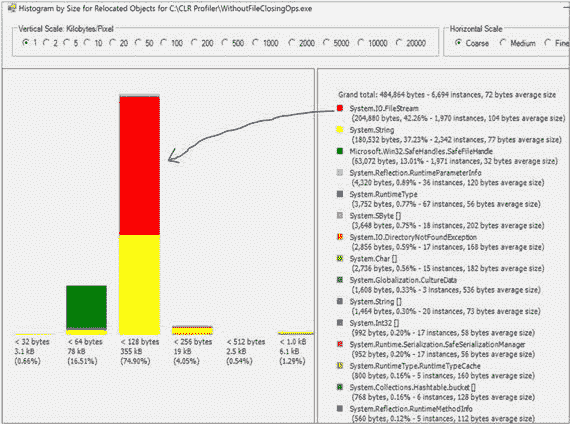 Histogram by Size for Relocated Objects for C:\CLR Profiler\WithoutFileClosingOps.exe
Vertical Scale: Kilobytes/Pixel
1 2 5 10 20 50 100 200 500 1000 2000 5000 10000 20000
Horizontal Scale
Coarse Medium Fine
Grand total: 484,864 bytes - 6,694 instances, 72 bytes average size
System.IO.FileStream
(204,880 bytes, 42.26% - 1,970 instances, 104 bytes average size)
System.String
(180,532 bytes, 37.23% - 2,342 instances, 77 bytes average size)
Microsoft.Win32.SafeHandles.SafeFileHandle
(63,072 bytes, 13.01% - 1,971 instances, 32 bytes average size)
System.Reflection.RuntimeParameterInfo
(4,320 bytes, 0.89% - 36 instances, 120 bytes average size)
System.RuntimeType
(3,752 bytes, 0.77% - 67 instances, 56 bytes average size)
System.SByte []
(3,648 bytes, 0.75% - 18 instances, 202 bytes average size)
System.IO.DirectoryNotFoundException
(2,856 bytes, 0.59% - 17 instances, 168 bytes average size)
System.Char []
(2,736 bytes, 0.56% - 15 instances, 182 bytes average size)
System.Globalization.CultureData
(1,608 bytes, 0.33% - 3 instances, 536 bytes average size)
System.String []
(1,464 bytes, 0.30% - 20 instances, 73 bytes average size)
System.Int32 []
(992 bytes, 0.20% - 17 instances, 58 bytes average size)
System.Runtime.Serialization.SafeSerializationManager
(952 bytes, 0.20% - 17 instances, 56 bytes average size)
System.RuntimeType.RuntimeTypeCache
(800 bytes, 0.16% - 5 instances, 160 bytes average size)
System.Collections.Hashtable.bucket []
(768 bytes, 0.16% - 6 instances, 128 bytes average size)
System.Reflection.RuntimeMethodInfo
(560 bytes, 0.12% - 5 instances, 112 bytes average size)
< 32 bytes < 64 bytes < 128 bytes < 256 bytes < 512 bytes < 1.0 kB
3.1 kB 78 kB 355 kB 19 kB 2.5 kB 6.1 kB
(0.66%) (16.51%) (74.90%) (4.05%) (0.54%) (1.29%)